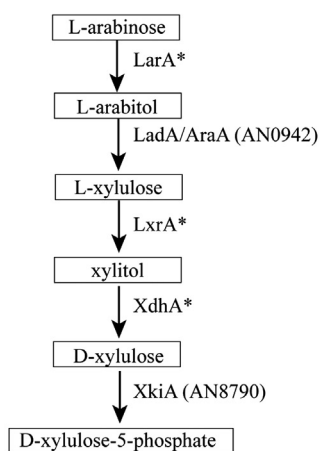 L-arabinose
LarA*
L-arabitol
LadA/AraA (AN0942)
L-xylulose
LxrA*
xylitol
XdhA*
D-xylulose
XkiA (AN8790)
D-xylulose-5-phosphate